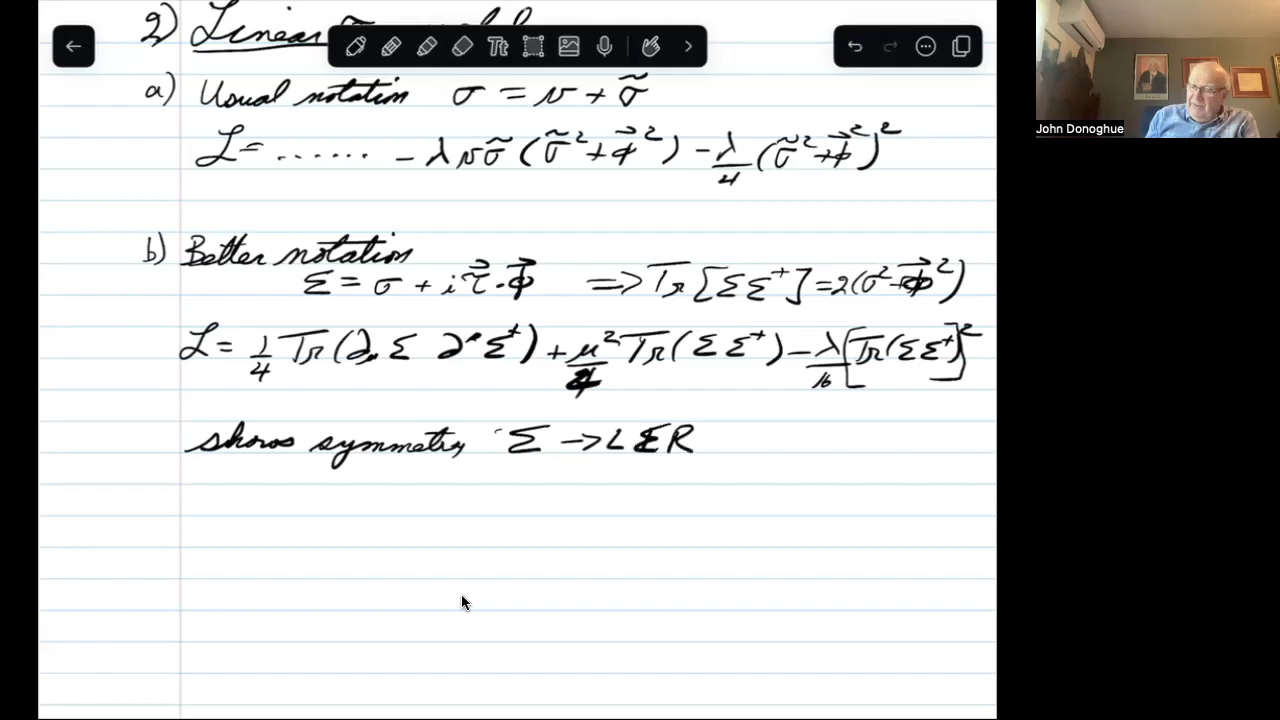 2) Linear
a) Usual notation σ = v + σ̃
ℒ = ...... - λvσ̃(σ̃² + φ⃗²) - λ/4 (σ̃² + φ⃗²)²
b) Better notation
Σ = σ + iτ⃗·φ⃗ => Tr[ΣΣ†] = 2(σ² + φ⃗²)
ℒ = 1/4 Tr(∂μΣ ∂μΣ†) + μ²/4 Tr(ΣΣ†) - λ/16 [Tr(ΣΣ†)]²
shows symmetry Σ -> LΣR
Tt
John Donoghue